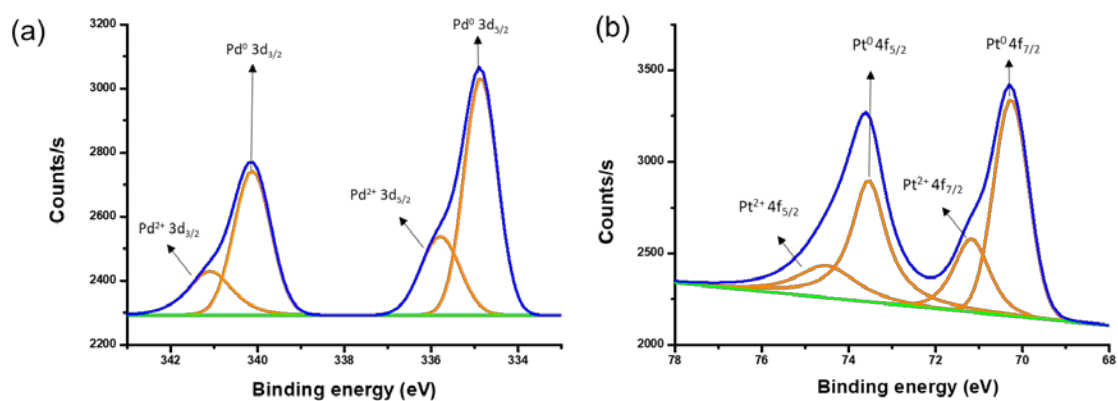 (a)
3200
3000
2800
2600
2400
2200
Counts/s
Pd⁰ 3d₅/₂
Pd⁰ 3d₃/₂
Pd²⁺ 3d₅/₂
Pd²⁺ 3d₃/₂
342 340 338 336 334
Binding energy (eV)
(b)
3500
3000
2500
2000
Counts/s
Pt⁰ 4f₅/₂
Pt⁰ 4f₇/₂
Pt²⁺ 4f₇/₂
Pt²⁺ 4f₅/₂
78 76 74 72 70 68
Binding energy (eV)